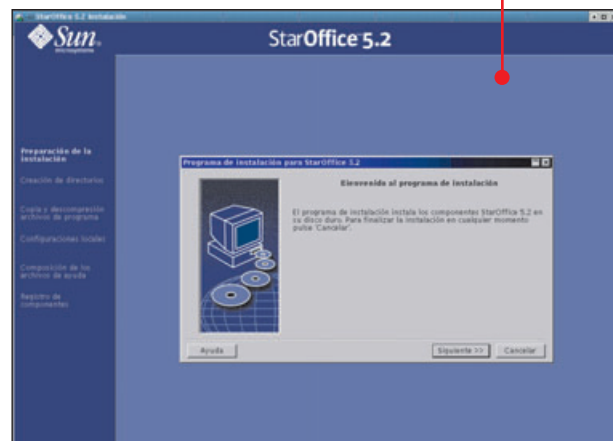 StarOffice 5.2 Instalación
Sun
microsystems
StarOffice 5.2
Preparación de la
instalación
Creación de directorios
Copia y descompresión
archivos de programa
Configuraciones locales
Composición de los
archivos de ayuda
Registro de
componentes
Programa de instalación para StarOffice 5.2
Bienvenido al programa de instalación
El programa de instalación instala los componentes StarOffice 5.2 en
su disco duro. Para finalizar la instalación en cualquier momento
pulse 'Cancelar'.
Ayuda
Siguiente >>
Cancelar